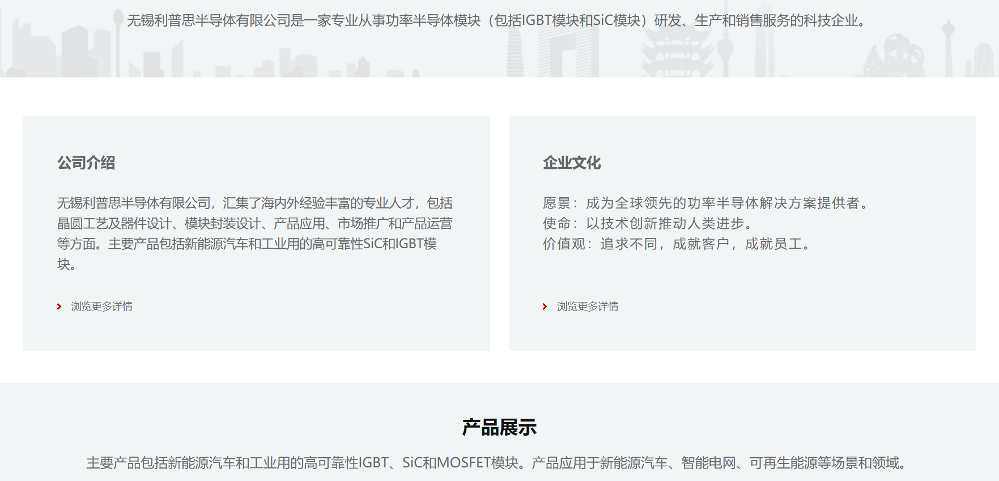 无锡利普思半导体有限公司是一家专业从事功率半导体模块（包括IGBT模块和SiC模块）研发、生产和销售服务的科技企业。
公司介绍
无锡利普思半导体有限公司，汇集了海内外经验丰富的专业人才，包括
晶圆工艺及器件设计、模块封装设计、产品应用、市场推广和产品运营
等方面。主要产品包括新能源汽车和工业用的高可靠性SiC和IGBT模
块。
浏览更多详情
企业文化
愿景：成为全球领先的功率半导体解决方案提供者。
使命：以技术创新推动人类进步。
价值观：追求不同，成就客户，成就员工。
浏览更多详情
产品展示
主要产品包括新能源汽车和工业用的高可靠性IGBT、SiC和MOSFET模块。产品应用于新能源汽车、智能电网、可再生能源等场景和领域。